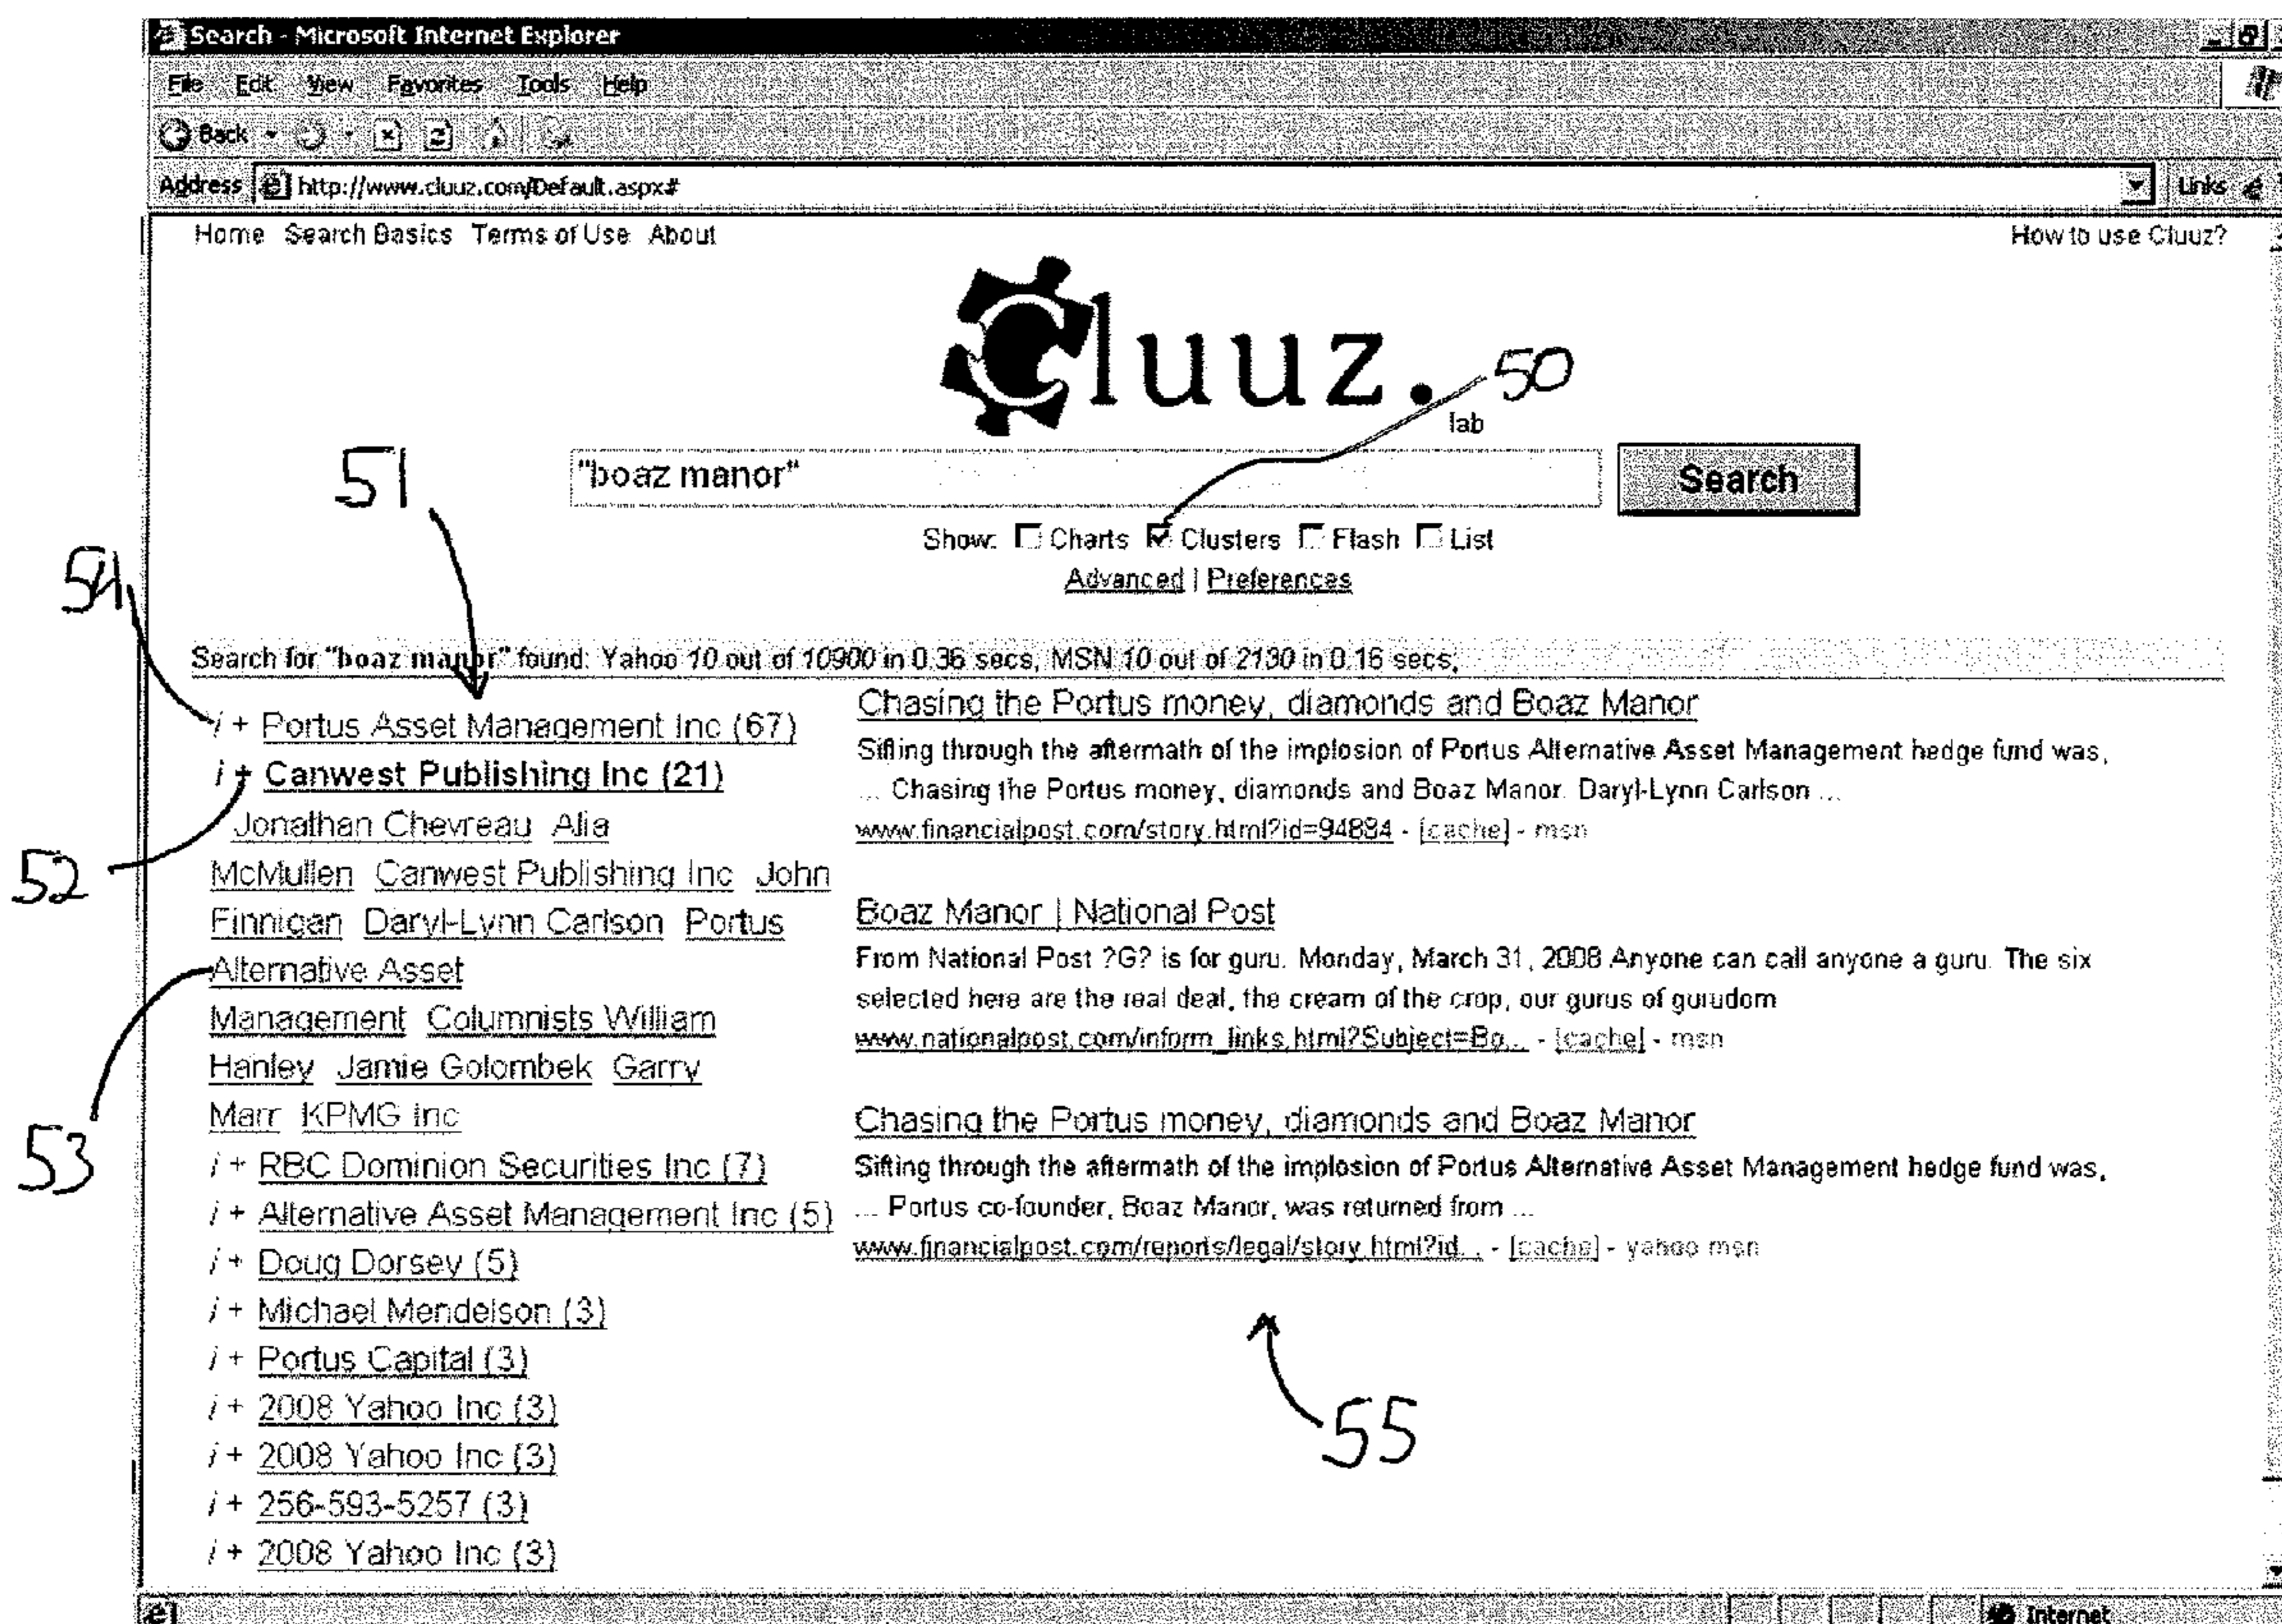 Search - Microsoft Internet Explorer
File Edit View Favorites Tools Help
Back
Address http://www.cluuz.com/Default.aspx#
Links
Home Search Basics Terms of Use About
How to use Cluuz?
Cluuz.
lab
50
51
"boaz manor"
Search
Show: Charts Clusters Flash List
54
Advanced | Preferences
Search for "boaz manor" found: Yahoo 10 out of 10900 in 0.36 secs, MSN 10 out of 2130 in 0.16 secs,
i + Portus Asset Management Inc (67)
i + Canwest Publishing Inc (21)
Jonathan Chevreau Alia
52
McMullen Canwest Publishing Inc John
Finnigan Daryl-Lynn Carlson Portus
Alternative Asset
Management Columnists William
Hanley Jamie Golombek Garry
Marr KPMG Inc
53
i + RBC Dominion Securities Inc (7)
i + Alternative Asset Management Inc (5)
i + Doug Dorsey (5)
i + Michael Mendelson (3)
i + Portus Capital (3)
i + 2008 Yahoo Inc (3)
i + 2008 Yahoo Inc (3)
i + 256-593-5257 (3)
i + 2008 Yahoo Inc (3)
Chasing the Portus money, diamonds and Boaz Manor
Sifting through the aftermath of the implosion of Portus Alternative Asset Management hedge fund was,
... Chasing the Portus money, diamonds and Boaz Manor. Daryl-Lynn Carlson ...
www.financialpost.com/story.html?id=94884 - [cache] - msn
Boaz Manor | National Post
From National Post ?G? is for guru. Monday, March 31, 2008 Anyone can call anyone a guru. The six
selected here are the real deal, the cream of the crop, our gurus of gurudom
www.nationalpost.com/inform_links.html?Subject=Bo... - [cache] - msn
Chasing the Portus money, diamonds and Boaz Manor
Sifting through the aftermath of the implosion of Portus Alternative Asset Management hedge fund was,
... Portus co-founder, Boaz Manor, was returned from ...
www.financialpost.com/reports/legal/story.html?id... - [cache] - yahoo msn
55
Internet